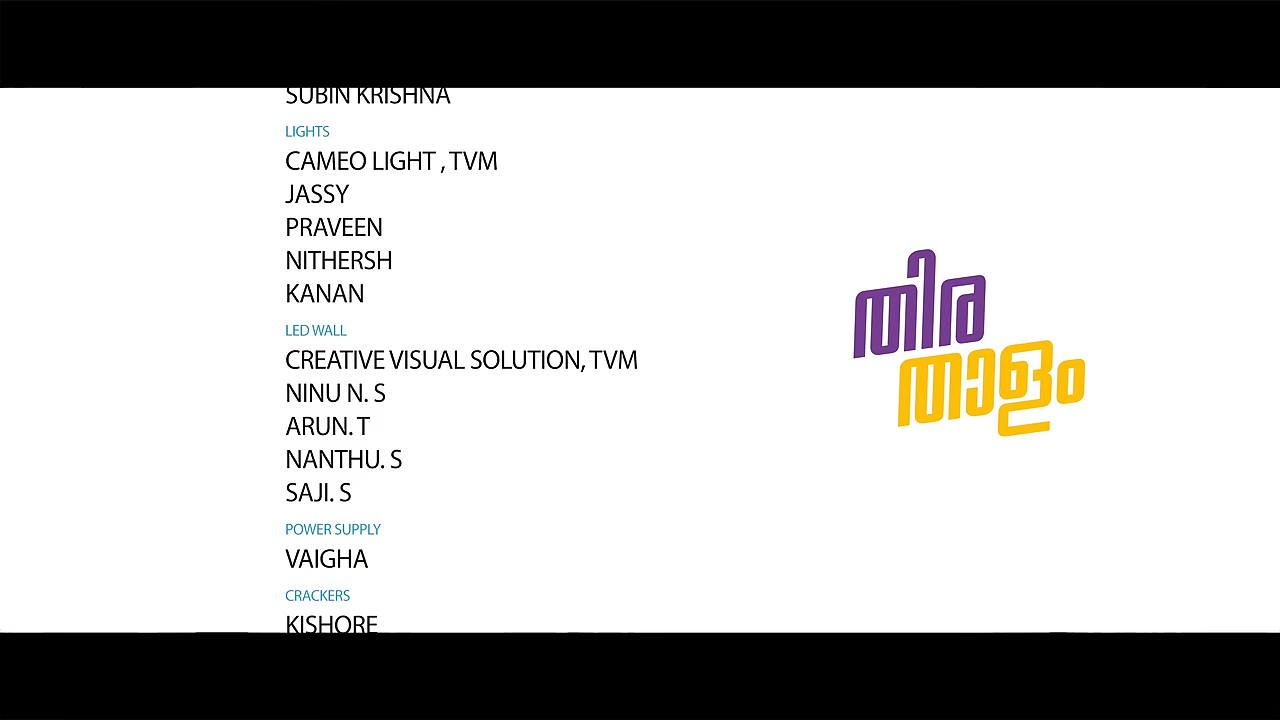 SUBIN KRISHNA
LIGHTS
CAMEO LIGHT , TVM
JASSY
PRAVEEN
NITHERSH
KANAN
LED WALL
CREATIVE VISUAL SOLUTION, TVM
NINU N. S
ARUN. T
NANTHU. S
SAJI. S
POWER SUPPLY
VAIGHA
CRACKERS
KISHORE
തിര
താളം